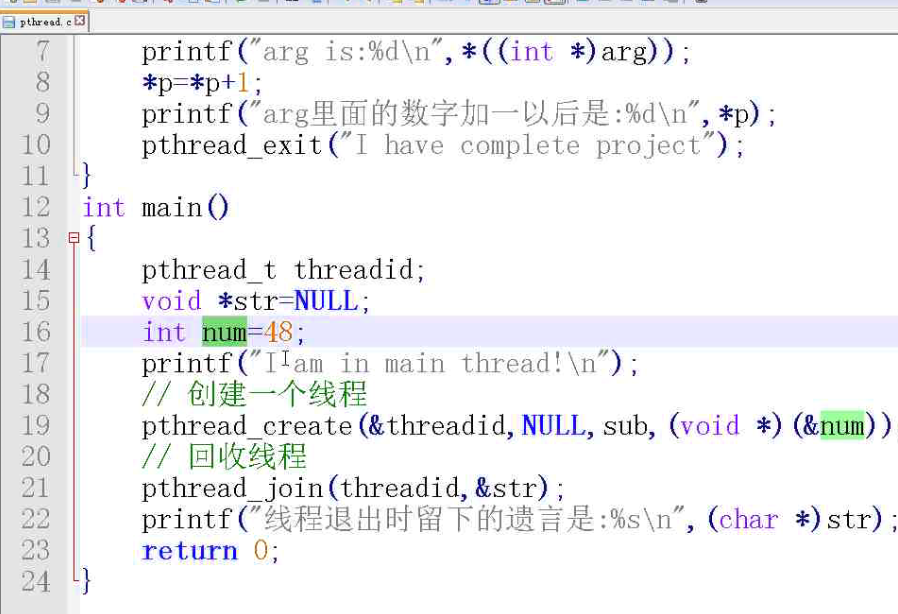 pthread.c
7 printf("arg is:%d\n",*((int *)arg));
8 *p=*p+1;
9 printf("arg里面的数字加一以后是:%d\n",*p);
10 pthread_exit("I have complete project");
11 }
12 int main()
13 {
14 pthread_t threadid;
15 void *str=NULL;
16 int num=48;
17 printf("I am in main thread!\n");
18 // 创建一个线程
19 pthread_create(&threadid,NULL,sub,(void *)(&num))
20 // 回收线程
21 pthread_join(threadid,&str);
22 printf("线程退出时留下的遗言是:%s\n",(char *)str);
23 return 0;
24 }